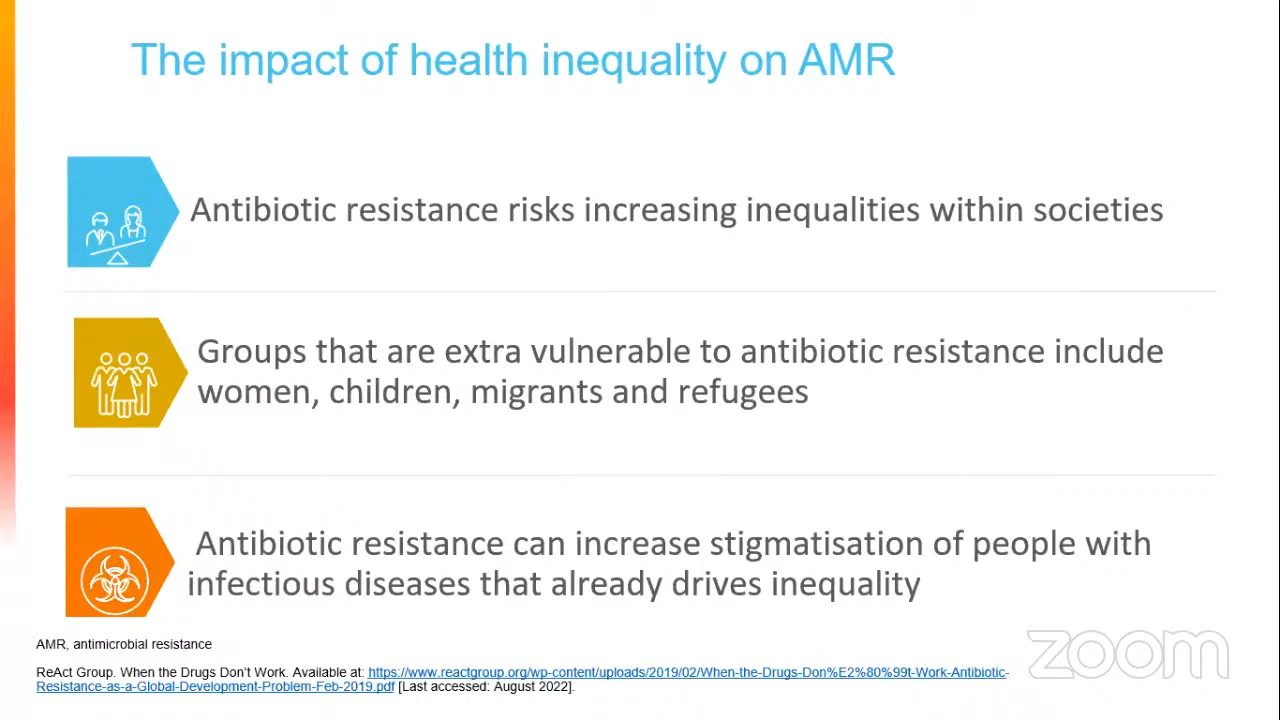 The impact of health inequality on AMR
Antibiotic resistance risks increasing inequalities within societies
Groups that are extra vulnerable to antibiotic resistance include
women, children, migrants and refugees
Antibiotic resistance can increase stigmatisation of people with
infectious diseases that already drives inequality
AMR, antimicrobial resistance
ReAct Group. When the Drugs Don't Work. Available at: https://www.reactgroup.org/wp-content/uploads/2019/02/When-the-Drugs-Don%E2%80%99t-Work-Antibiotic-
Resistance-as-a-Global-Development-Problem-Feb-2019.pdf [Last accessed: August 2022].
zoom